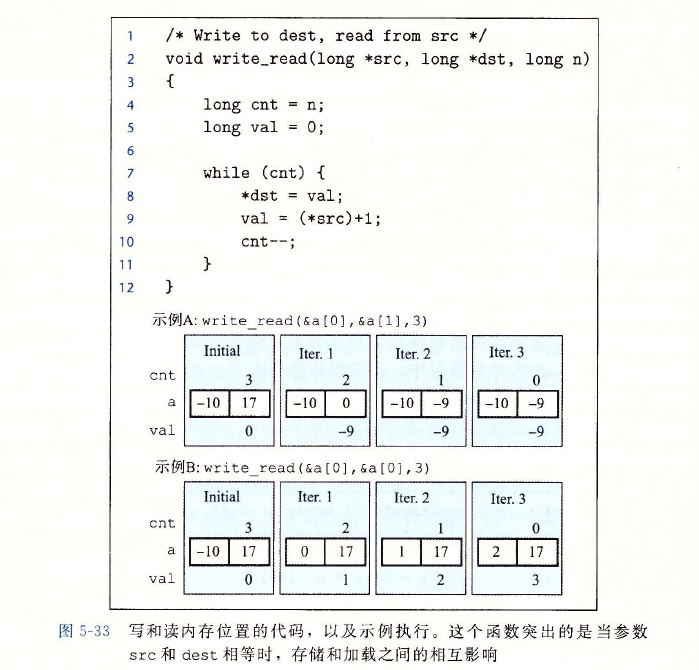 1 /* Write to dest, read from src */
2 void write_read(long *src, long *dst, long n)
3 {
4 long cnt = n;
5 long val = 0;
6
7 while (cnt) {
8 *dst = val;
9 val = (*src)+1;
10 cnt--;
11 }
12 }
示例A: write_read(&a[0],&a[1],3)
Initial Iter. 1 Iter. 2 Iter. 3
cnt 3 2 1 0
a -10 17 -10 0 -10 -9 -10 -9
val 0 -9 -9 -9
示例B: write_read(&a[0],&a[0],3)
Initial Iter. 1 Iter. 2 Iter. 3
cnt 3 2 1 0
a -10 17 0 17 1 17 2 17
val 0 1 2 3
图 5-33 写和读内存位置的代码，以及示例执行。这个函数突出的是当参数
src 和 dest 相等时，存储和加载之间的相互影响